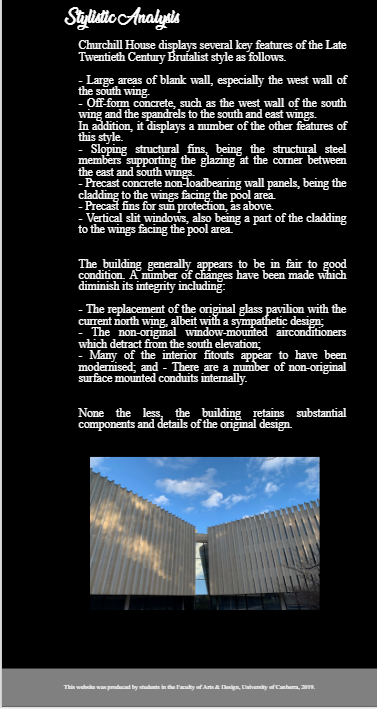 Stylistic Analysis
Churchill House displays several key features of the Late
Twentieth Century Brutalist style as follows.
- Large areas of blank wall, especially the west wall of
the south wing.
- Off-form concrete, such as the west wall of the south
wing and the spandrels to the south and east wings.
In addition, it displays a number of the other features of
this style.
- Sloping structural fins, being the structural steel
members supporting the glazing at the corner between
the east and south wings.
- Precast concrete non-loadbearing wall panels, being the
cladding to the wings facing the pool area.
- Precast fins for sun protection, as above.
- Vertical slit windows, also being a part of the cladding
to the wings facing the pool area.
The building generally appears to be in fair to good
condition. A number of changes have been made which
diminish its integrity including:
- The replacement of the original glass pavilion with the
current north wing, albeit with a sympathetic design;
- The non-original window-mounted airconditioners
which detract from the south elevation;
- Many of the interior fitouts appear to have been
modernised; and - There are a number of non-original
surface mounted conduits internally.
None the less, the building retains substantial
components and details of the original design.
This website was produced by students in the Faculty of Arts & Design, University of Canberra, 2019.